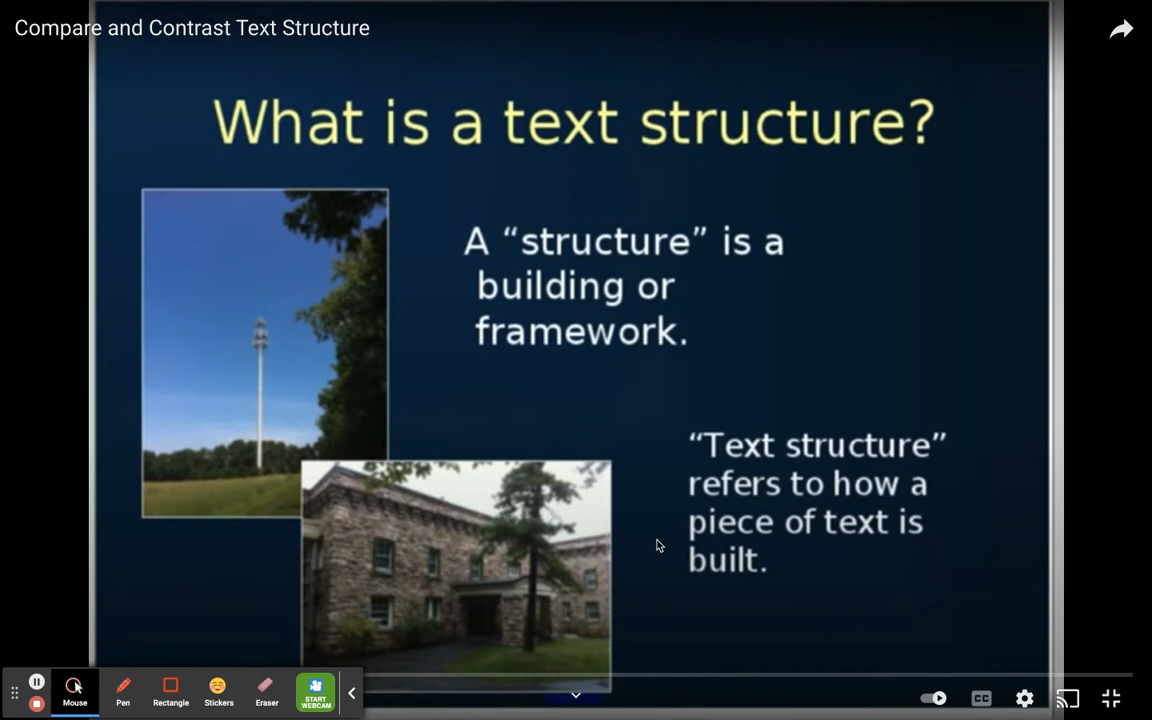 Compare and Contrast Text Structure
What is a text structure?
A “structure” is a
building or
framework.
“Text structure”
refers to how a
piece of text is
built.
Mouse
Pen
Rectangle
Stickers
Eraser
START
WEBCAM
CC